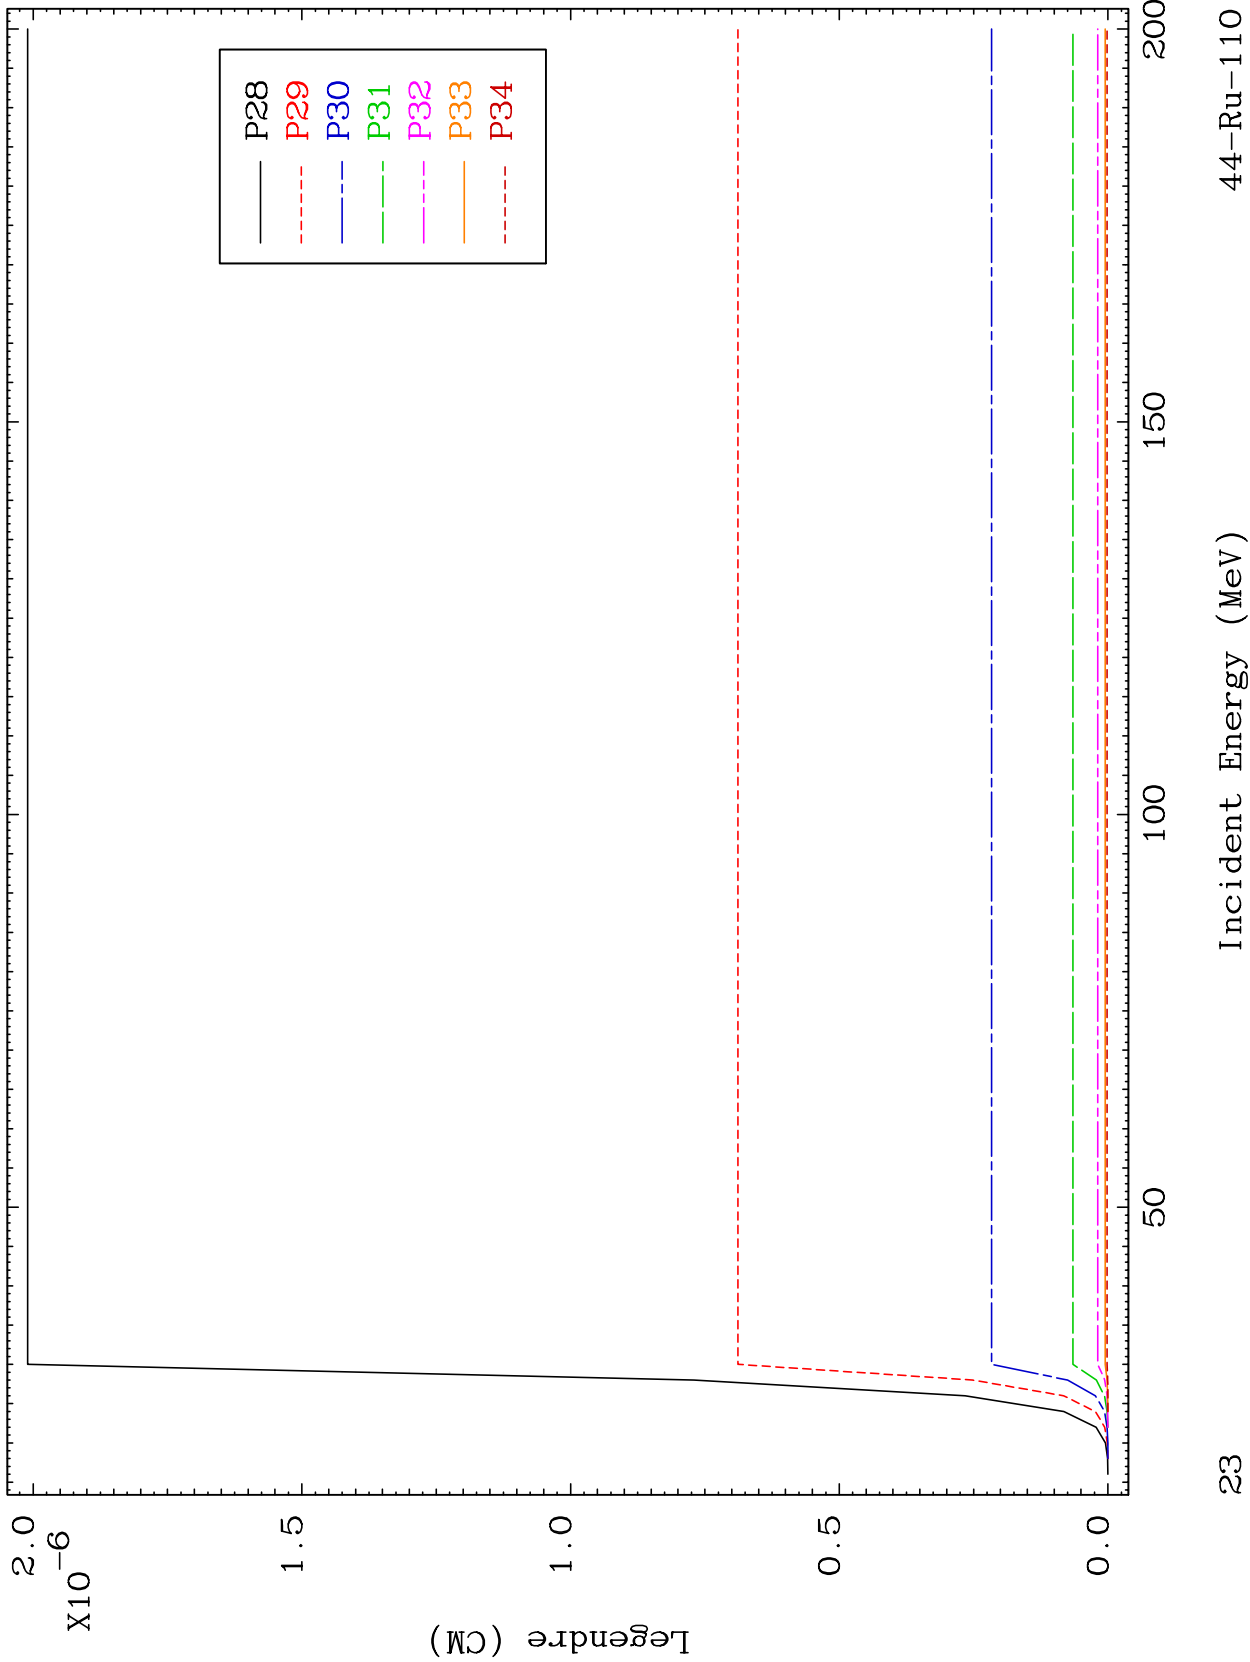 2.0
X10⁻⁶
1.5
1.0
0.5
0.0
Legendre (CM)
P28
P29
P30
P31
P32
P33
P34
50
100
150
200
23
Incident Energy (MeV)
44-Ru-110